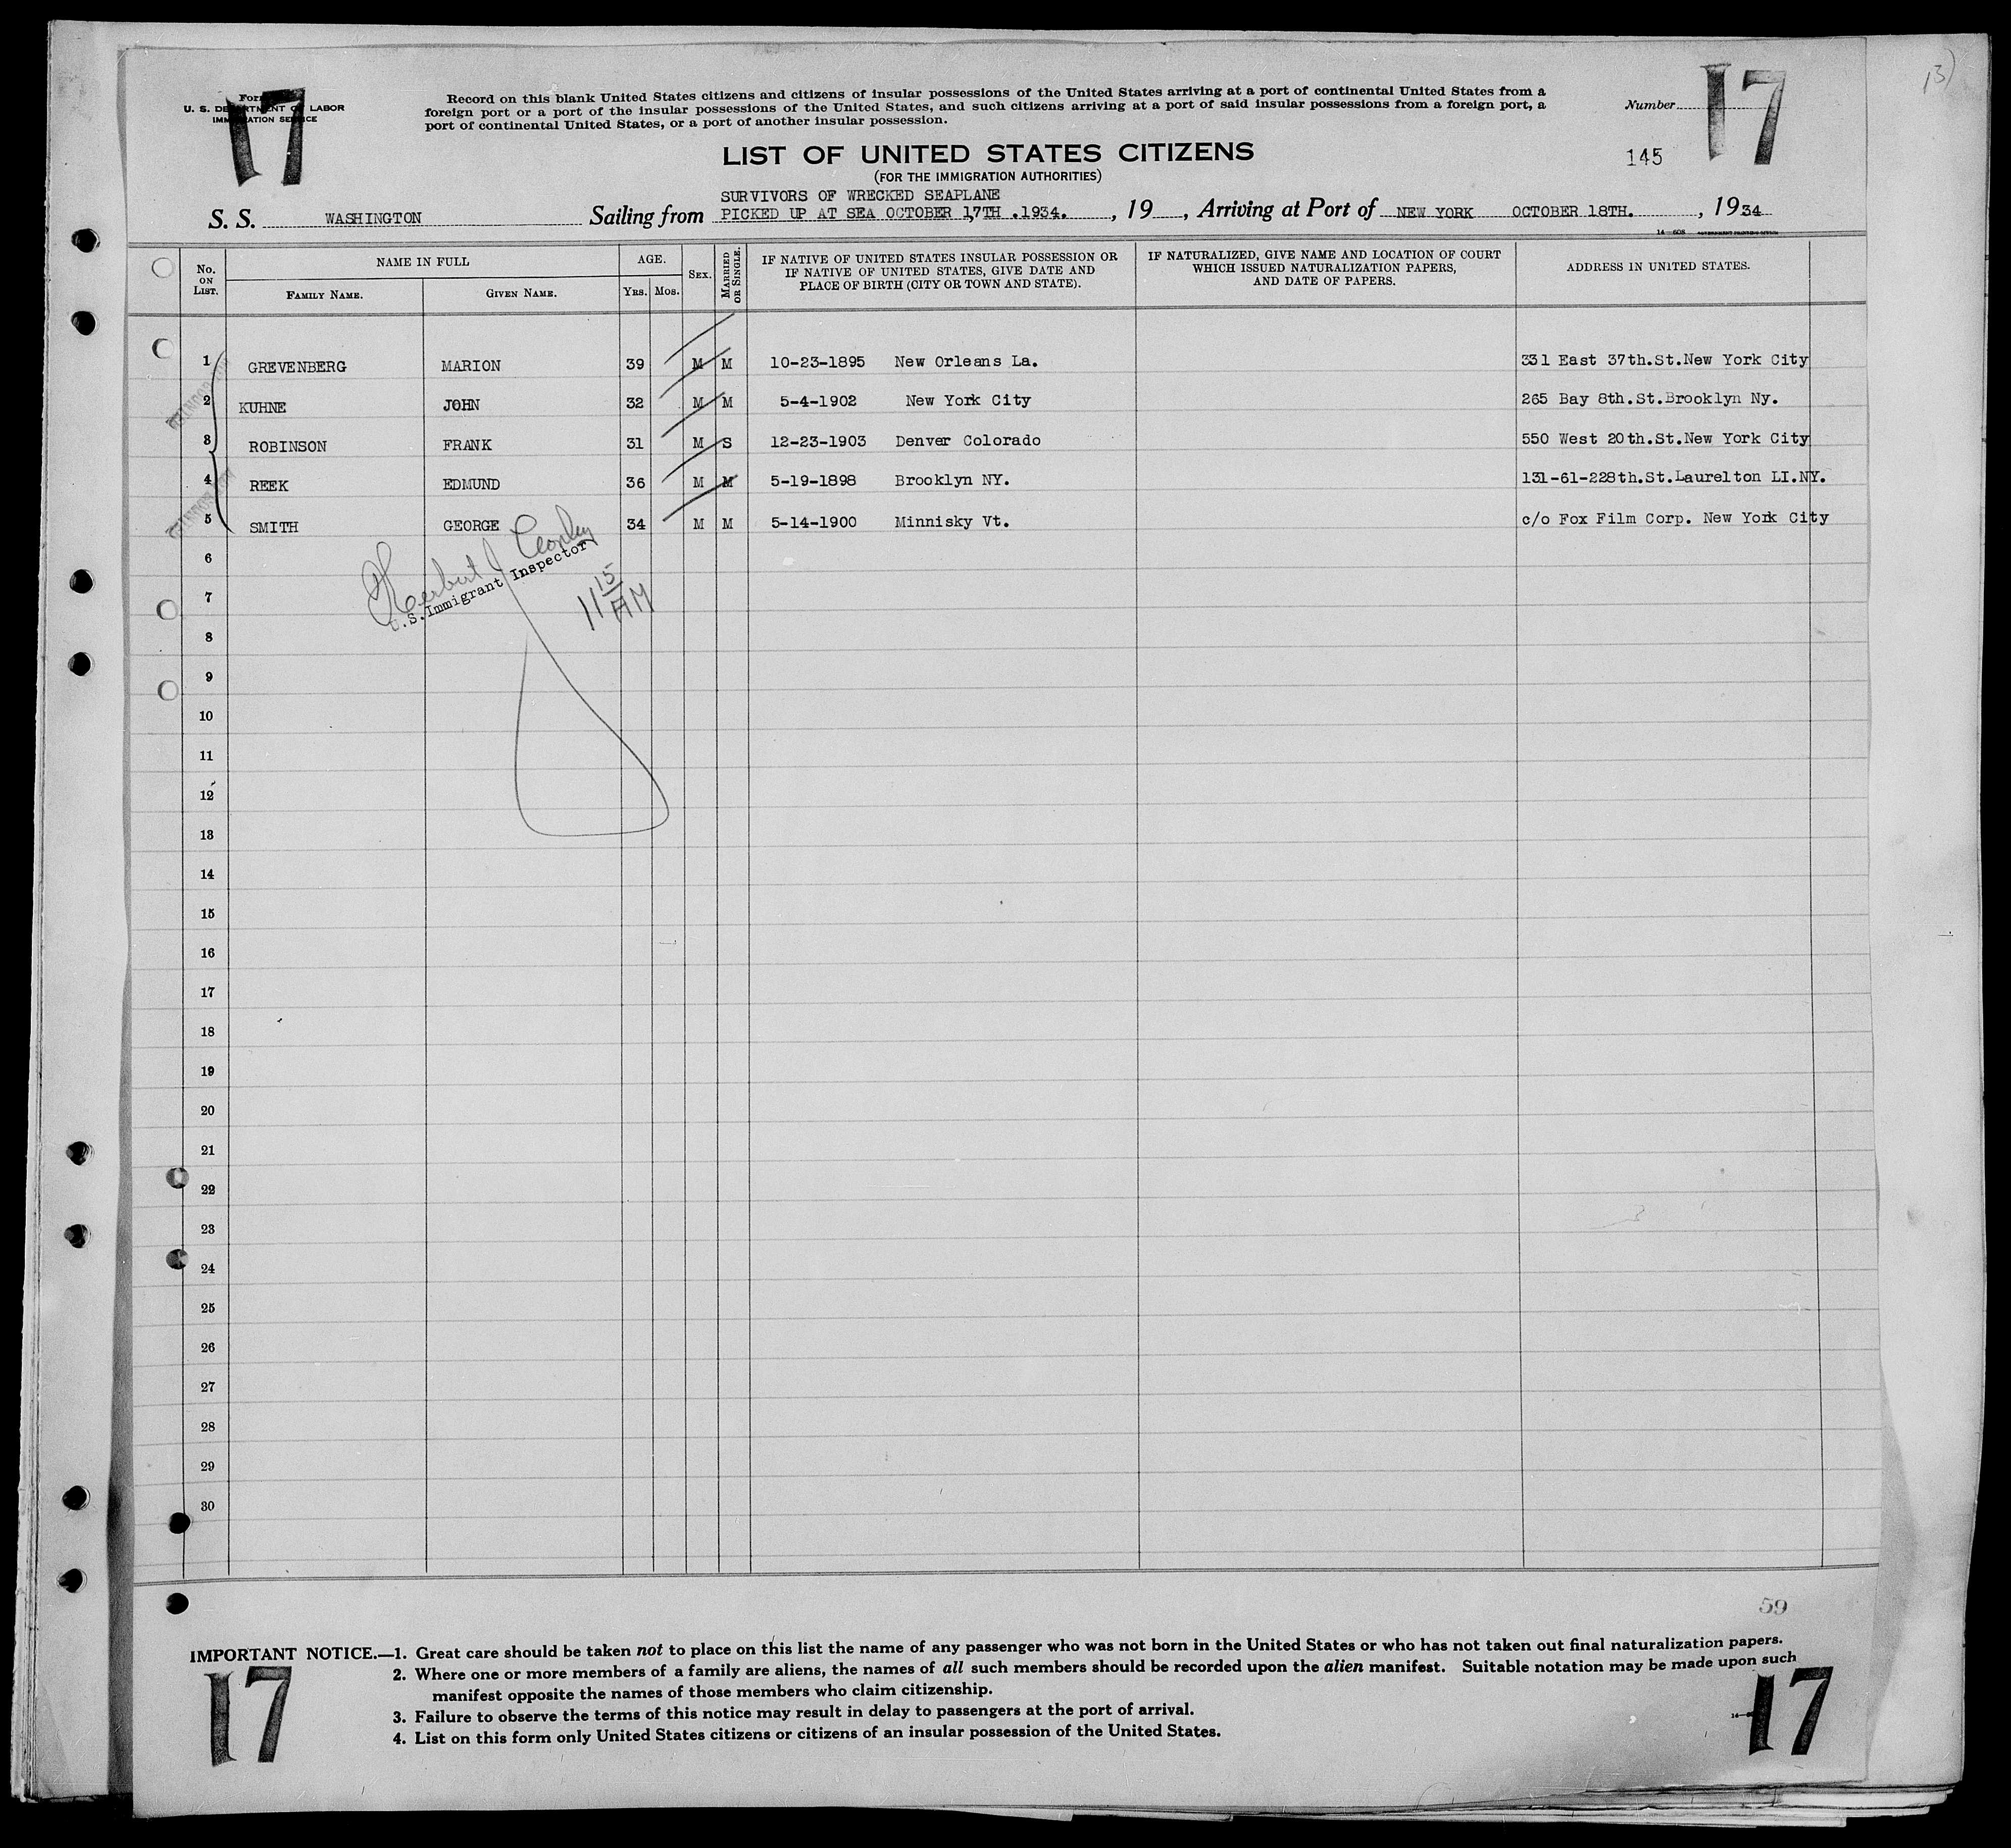 13)
17
17
Form
U. S. DEPARTMENT OF LABOR
IMMIGRATION SERVICE
Record on this blank United States citizens and citizens of insular possessions of the United States arriving at a port of continental United States from a
foreign port or a port of the insular possessions of the United States, and such citizens arriving at a port of said insular possessions from a foreign port, a
port of continental United States, or a port of another insular possession.
Number
LIST OF UNITED STATES CITIZENS
145
(FOR THE IMMIGRATION AUTHORITIES)
SURVIVORS OF WRECKED SEAPLANE
S. S. WASHINGTON Sailing from PICKED UP AT SEA OCTOBER 17TH .1934. , 19 , Arriving at Port of NEW YORK OCTOBER 18TH. , 1934
No. ON LIST. NAME IN FULL AGE. SEX. MARRIED OR SINGLE. IF NATIVE OF UNITED STATES INSULAR POSSESSION OR IF NATIVE OF UNITED STATES, GIVE DATE AND PLACE OF BIRTH (CITY OR TOWN AND STATE). IF NATURALIZED, GIVE NAME AND LOCATION OF COURT WHICH ISSUED NATURALIZATION PAPERS, AND DATE OF PAPERS. ADDRESS IN UNITED STATES.
FAMILY NAME. GIVEN NAME. YRS. MOS.
1 GREVENBERG MARION 39 M M 10-23-1895 New Orleans La. 331 East 37th.St.New York City
2 KUHNE JOHN 32 M M 5-4-1902 New York City 265 Bay 8th.St.Brooklyn Ny.
3 ROBINSON FRANK 31 M S 12-23-1903 Denver Colorado 550 West 20th.St.New York City
4 REEK EDMUND 36 M M 5-19-1898 Brooklyn NY. 131-61-228th.St.Laurelton LI.NY.
5 SMITH GEORGE 34 M M 5-14-1900 Minnisky Vt. c/o Fox Film Corp. New York City
Herbert J
U.S.Immigrant Inspector
11 15 AM
6
7
8
9
10
11
12
13
14
15
16
17
18
19
20
21
22
23
24
25
26
27
28
29
30
59
IMPORTANT NOTICE.—1. Great care should be taken not to place on this list the name of any passenger who was not born in the United States or who has not taken out final naturalization papers.
2. Where one or more members of a family are aliens, the names of all such members should be recorded upon the alien manifest. Suitable notation may be made upon such
manifest opposite the names of those members who claim citizenship.
3. Failure to observe the terms of this notice may result in delay to passengers at the port of arrival.
4. List on this form only United States citizens or citizens of an insular possession of the United States.
17
17